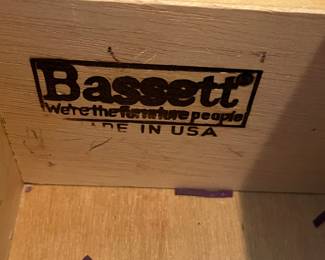 Bassett®
We're the furniture people
ADE IN USA